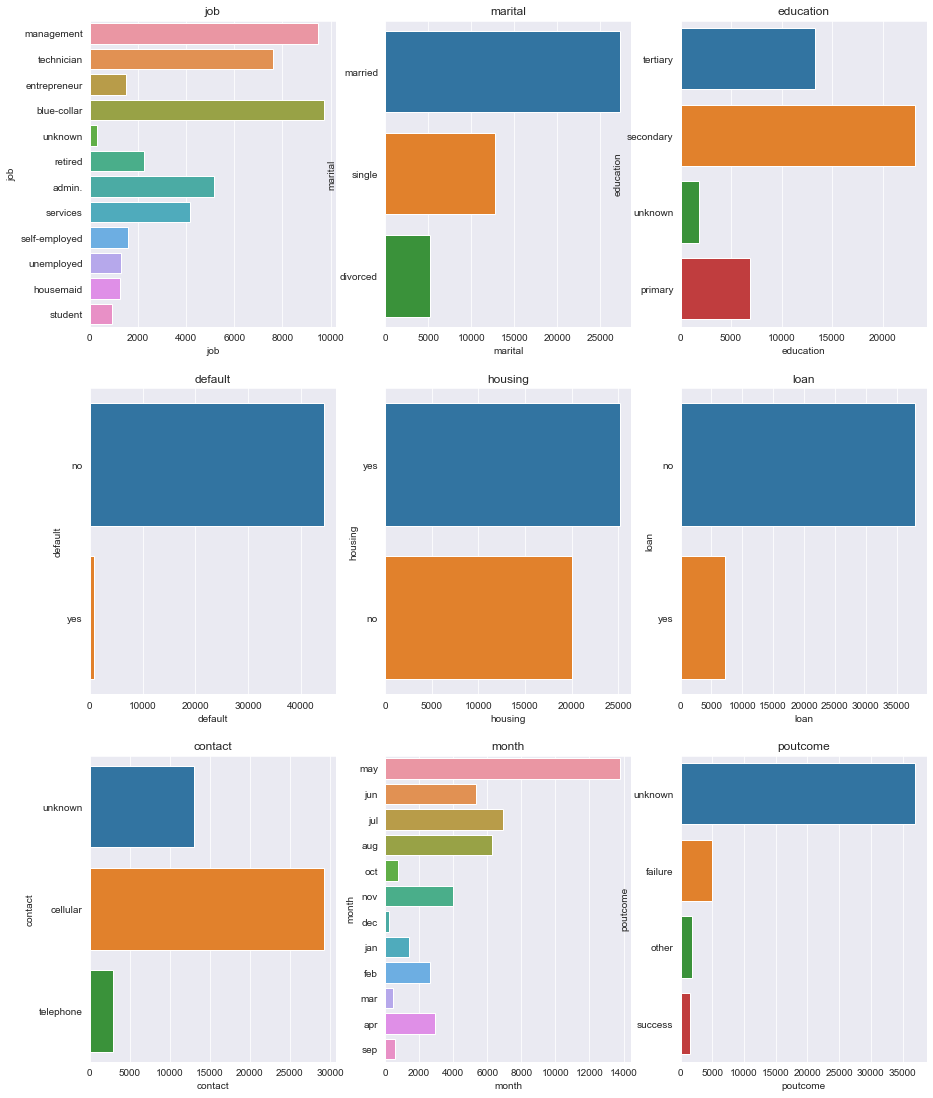 job
management
technician
entrepreneur
blue-collar
unknown
retired
admin.
services
self-employed
unemployed
housemaid
student
job
0 2000 4000 6000 8000 10000
job
marital
married
single
divorced
marital
0 5000 10000 15000 20000 25000
marital
education
tertiary
secondary
unknown
primary
education
0 5000 10000 15000 20000
education
default
no
yes
default
0 10000 20000 30000 40000
default
housing
yes
no
housing
0 5000 10000 15000 20000 25000
housing
loan
no
yes
loan
0 5000 10000 15000 20000 25000 30000 35000
loan
contact
unknown
cellular
telephone
contact
0 5000 10000 15000 20000 25000 30000
contact
month
may
jun
jul
aug
oct
nov
dec
jan
feb
mar
apr
sep
month
0 2000 4000 6000 8000 10000 12000 14000
month
poutcome
unknown
failure
other
success
poutcome
0 5000 10000 15000 20000 25000 30000 35000
poutcome